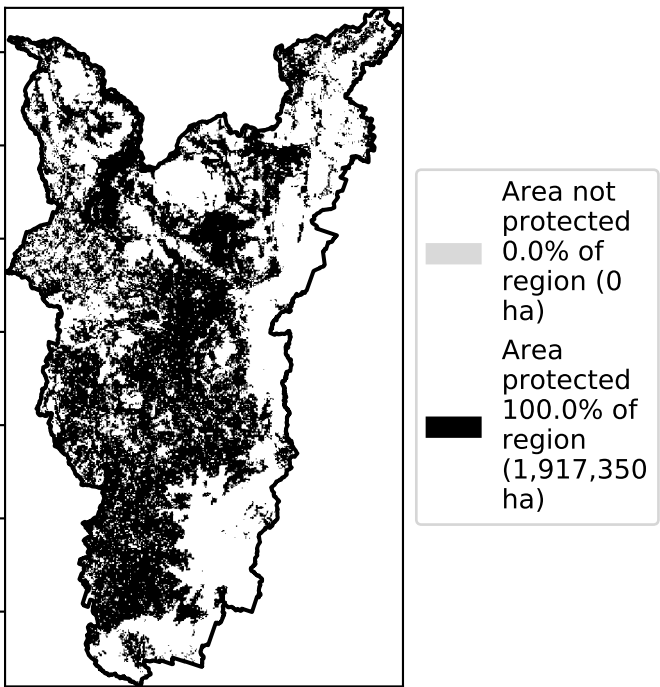 Area not
protected
0.0% of
region (0
ha)
Area
protected
100.0% of
region
(1,917,350
ha)